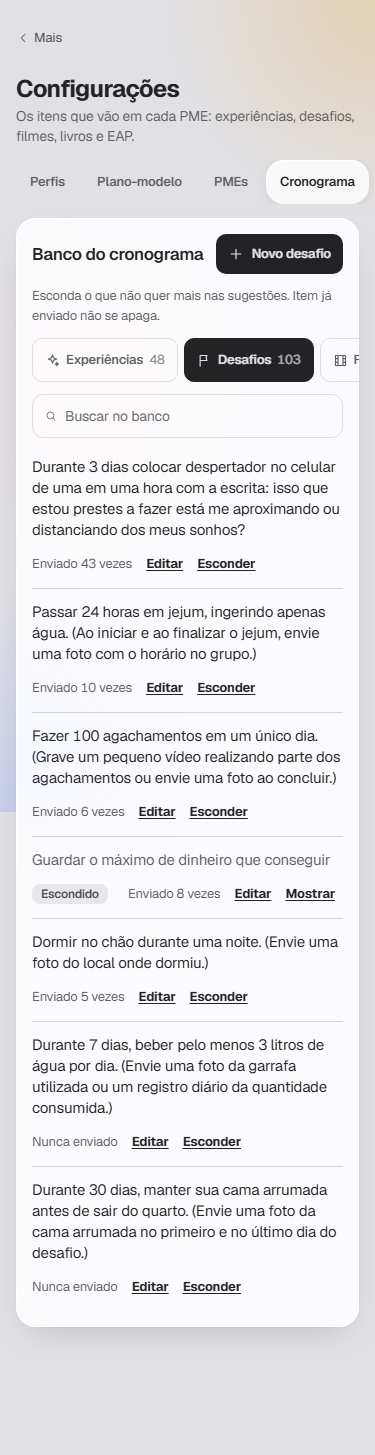 Mais
Configurações
Os itens que vão em cada PME: experiências, desafios,
filmes, livros e EAP.
Perfis Plano-modelo PMEs Cronograma
Banco do cronograma + Novo desafio
Esconda o que não quer mais nas sugestões. Item já
enviado não se apaga.
Experiências 48 Desafios 103 F
Buscar no banco
Durante 3 dias colocar despertador no celular
de uma em uma hora com a escrita: isso que
estou prestes a fazer está me aproximando ou
distanciando dos meus sonhos?
Enviado 43 vezes Editar Esconder
Passar 24 horas em jejum, ingerindo apenas
água. (Ao iniciar e ao finalizar o jejum, envie
uma foto com o horário no grupo.)
Enviado 10 vezes Editar Esconder
Fazer 100 agachamentos em um único dia.
(Grave um pequeno vídeo realizando parte dos
agachamentos ou envie uma foto ao concluir.)
Enviado 6 vezes Editar Esconder
Guardar o máximo de dinheiro que conseguir
Escondido Enviado 8 vezes Editar Mostrar
Dormir no chão durante uma noite. (Envie uma
foto do local onde dormiu.)
Enviado 5 vezes Editar Esconder
Durante 7 dias, beber pelo menos 3 litros de
água por dia. (Envie uma foto da garrafa
utilizada ou um registro diário da quantidade
consumida.)
Nunca enviado Editar Esconder
Durante 30 dias, manter sua cama arrumada
antes de sair do quarto. (Envie uma foto da
cama arrumada no primeiro e no último dia do
desafio.)
Nunca enviado Editar Esconder